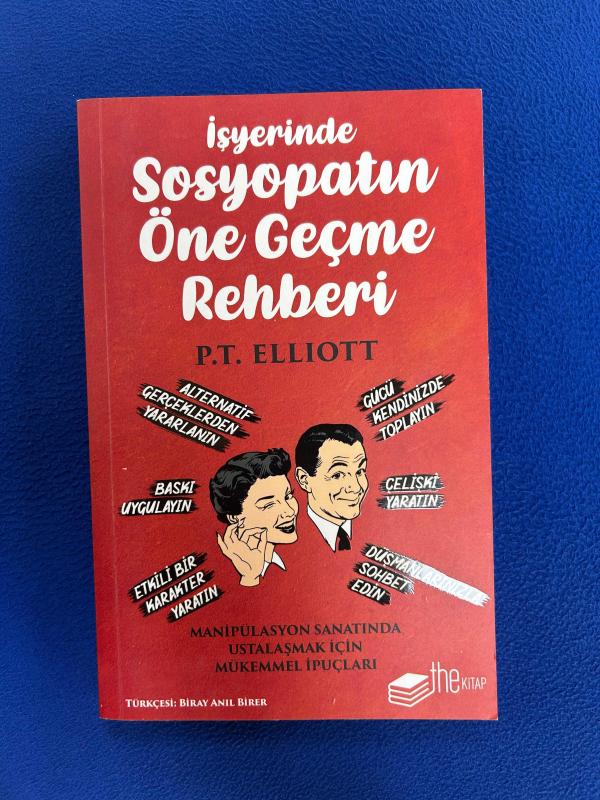 İşyerinde
Sosyopatın
Öne Geçme
Rehberi
P.T. ELLIOTT
ALTERNATİF
GERÇEKLERDEN
YARARLANIN
GÜCÜ
KENDİNİZDE
TOPLAYIN
BASKI
UYGULAYIN
ÇELİŞKİ
YARATIN
ETKİLİ BİR
KARAKTER
YARATIN
DÜŞMANLARINIZLA
SOHBET
EDİN
MANİPÜLASYON SANATINDA
USTALAŞMAK İÇİN
MÜKEMMEL İPUÇLARI
TÜRKÇESİ: BİRAY ANIL BİRER
the KİTAP